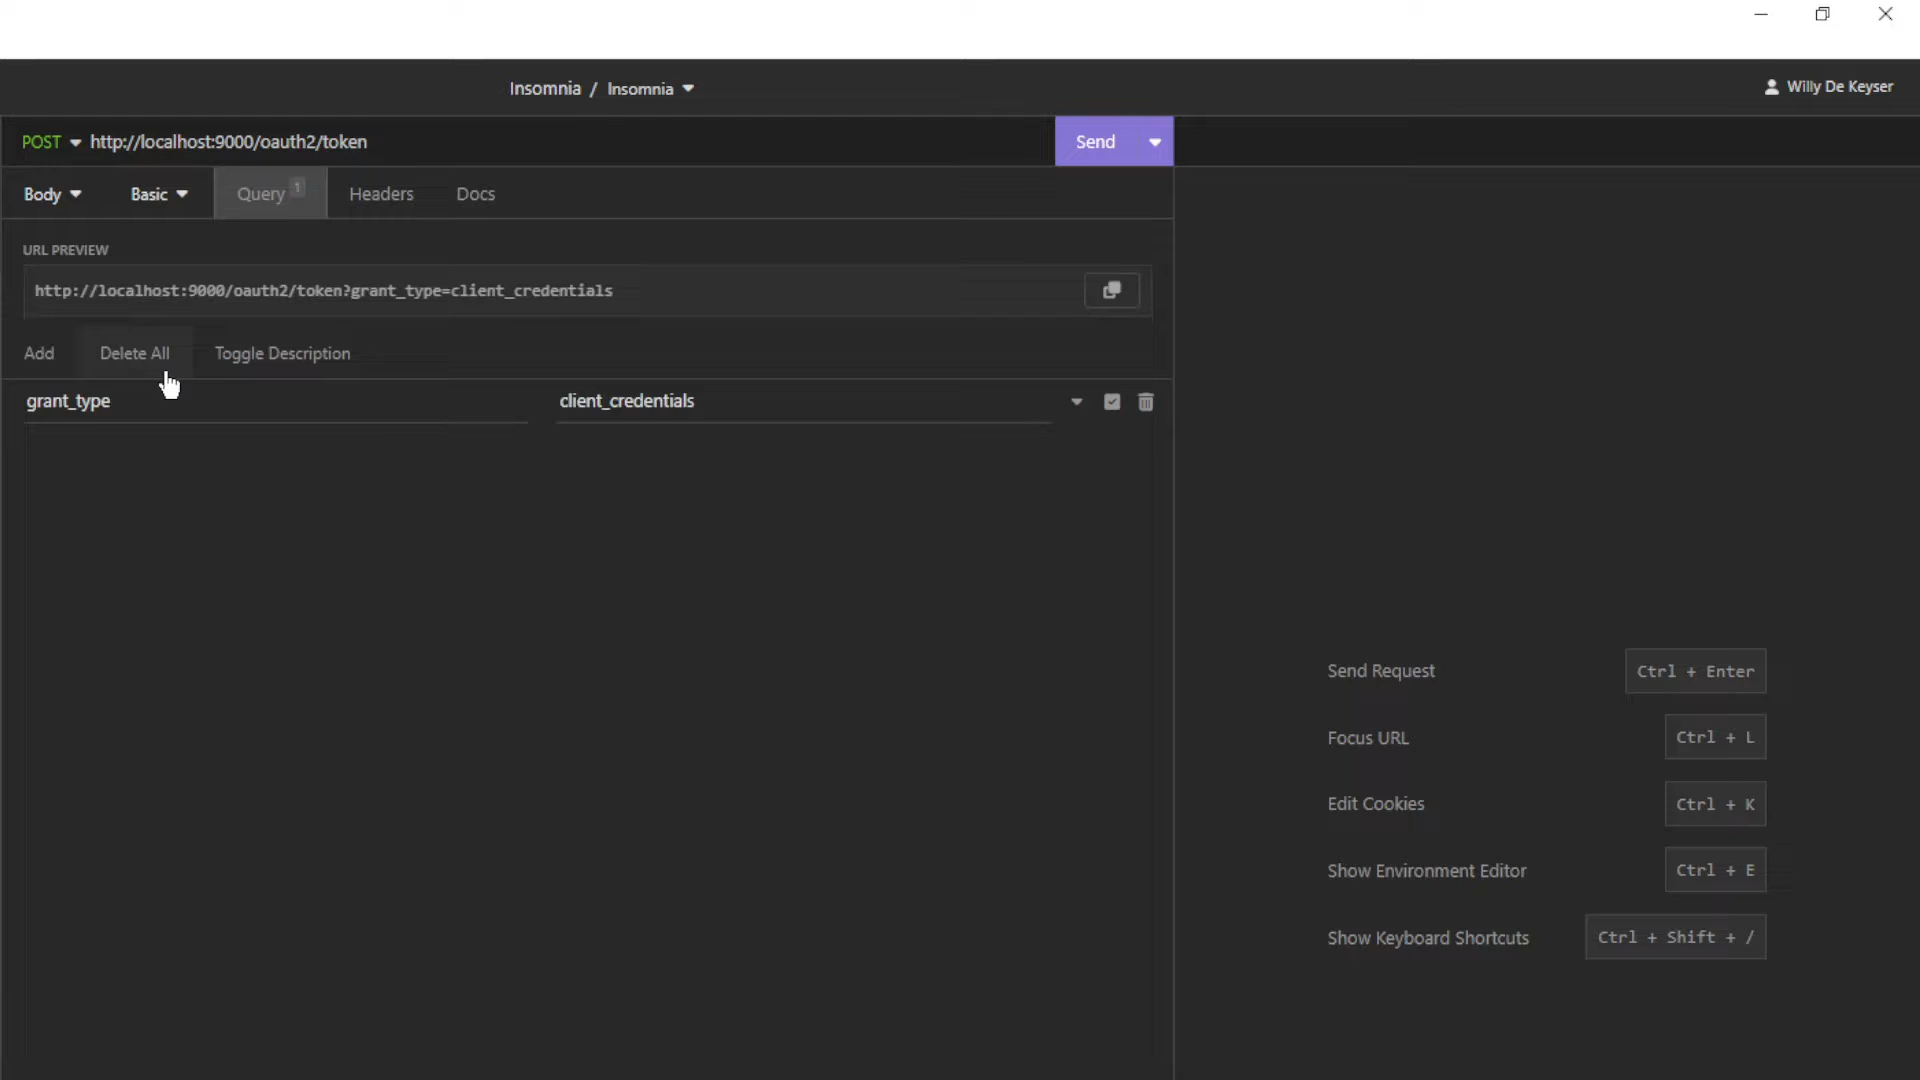 Insomnia / Insomnia
Willy De Keyser
POST http://localhost:9000/oauth2/token
Send
Body Basic Query 1 Headers Docs
URL PREVIEW
http://localhost:9000/oauth2/token?grant_type=client_credentials
Add Delete All Toggle Description
grant_type client_credentials
Send Request Ctrl + Enter
Focus URL Ctrl + L
Edit Cookies Ctrl + K
Show Environment Editor Ctrl + E
Show Keyboard Shortcuts Ctrl + Shift + /